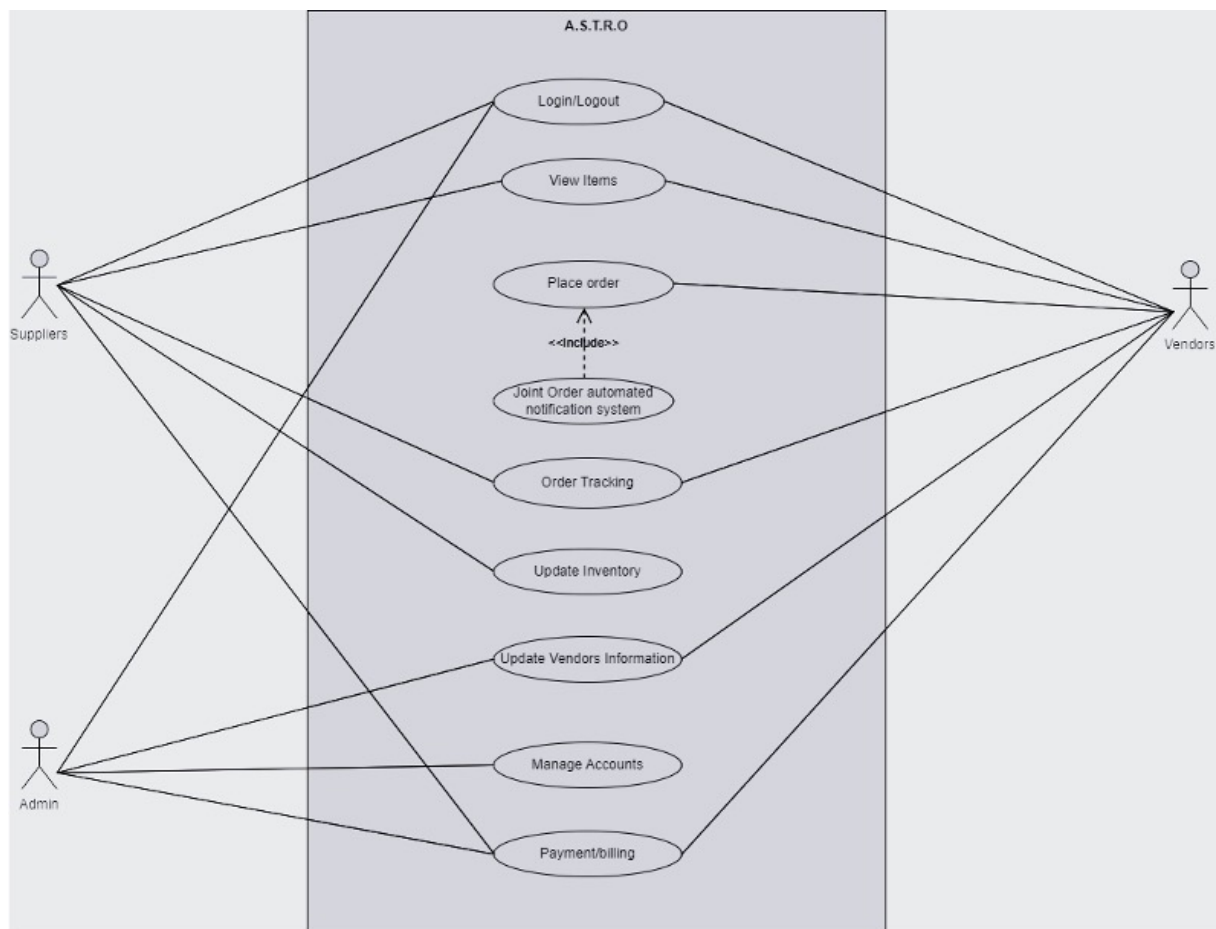 A.S.T.R.O
Login/Logout
View Items
Place order
<<Include>>
Suppliers
Vendors
Joint Order automated
notification system
Order Tracking
Update Inventory
Update Vendors Information
Manage Accounts
Admin
Payment/billing